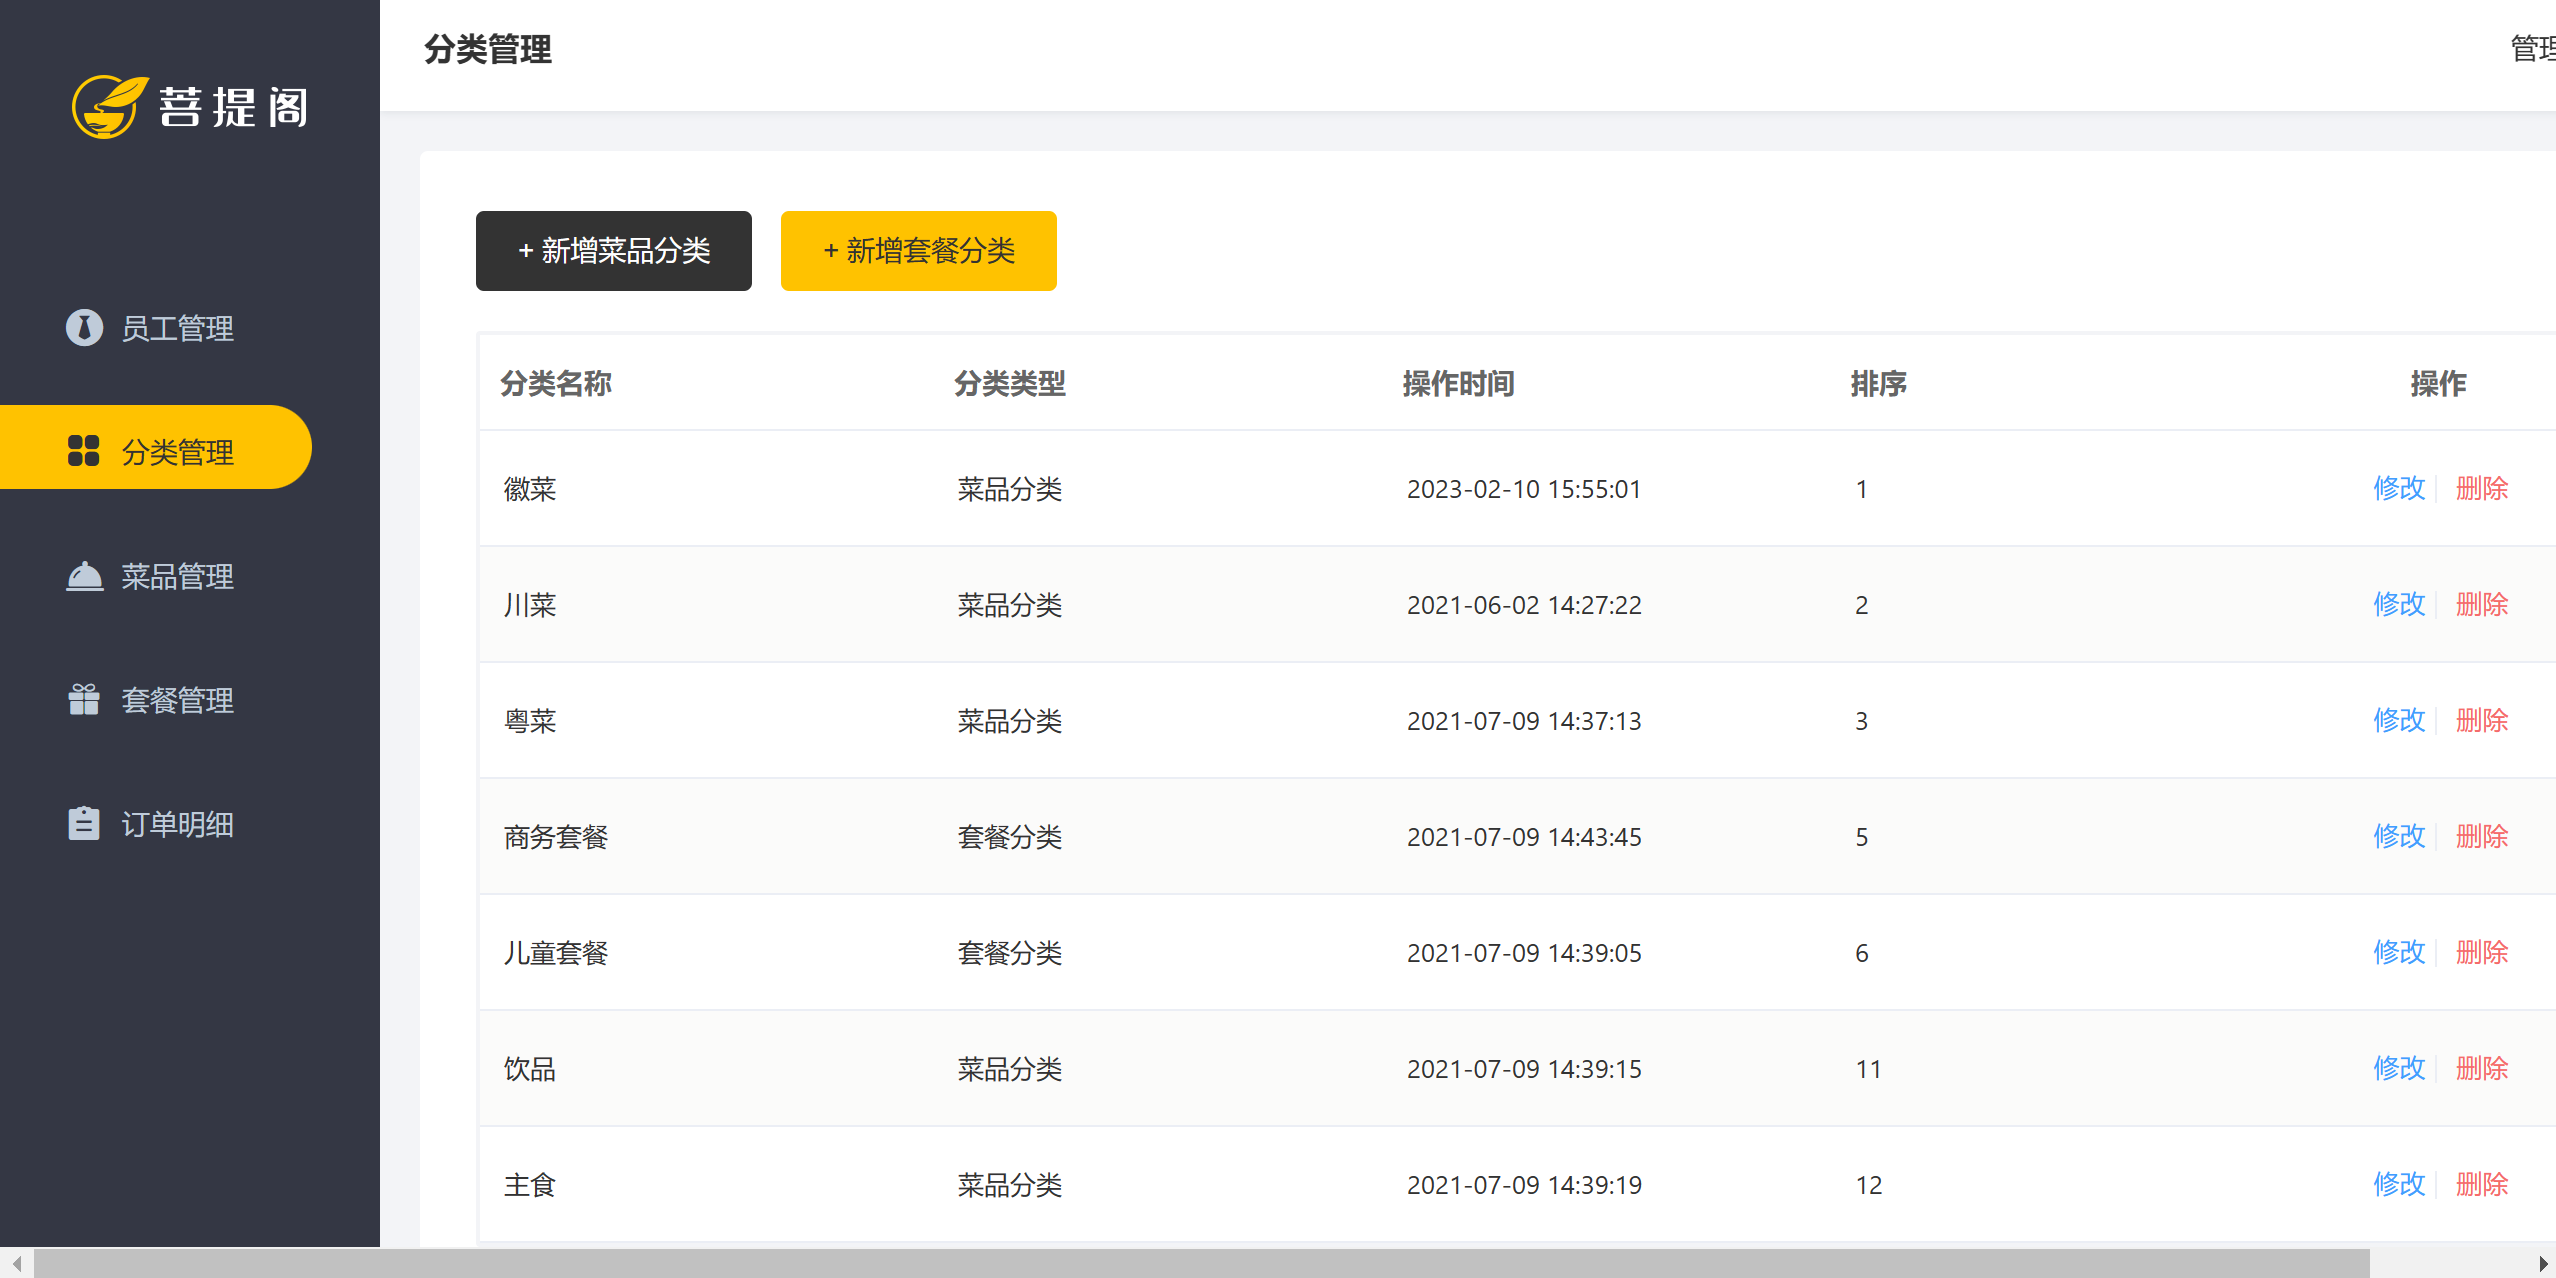 菩提阁
分类管理
管理
员工管理
分类管理
菜品管理
套餐管理
订单明细
+ 新增菜品分类 + 新增套餐分类
分类名称 分类类型 操作时间 排序 操作
徽菜 菜品分类 2023-02-10 15:55:01 1 修改 删除
川菜 菜品分类 2021-06-02 14:27:22 2 修改 删除
粤菜 菜品分类 2021-07-09 14:37:13 3 修改 删除
商务套餐 套餐分类 2021-07-09 14:43:45 5 修改 删除
儿童套餐 套餐分类 2021-07-09 14:39:05 6 修改 删除
饮品 菜品分类 2021-07-09 14:39:15 11 修改 删除
主食 菜品分类 2021-07-09 14:39:19 12 修改 删除